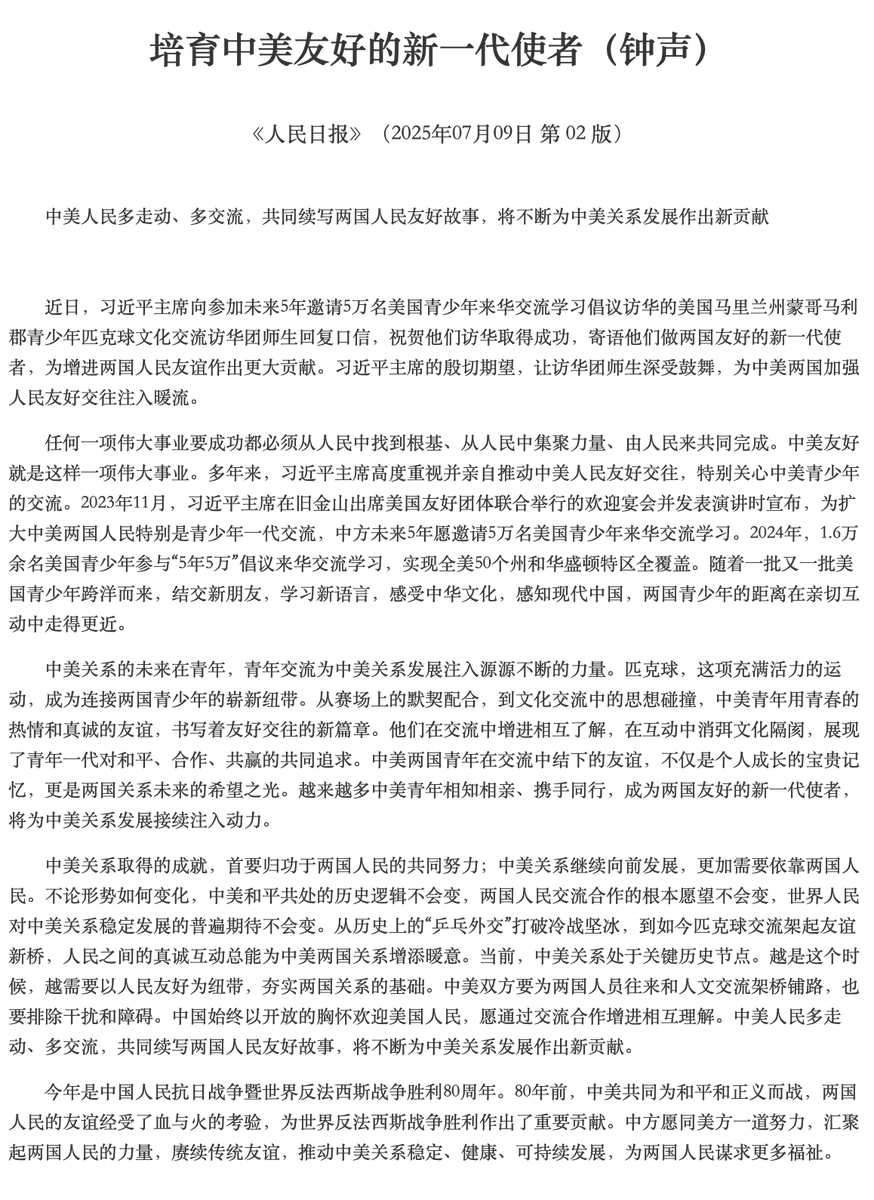 培育中美友好的新一代使者（钟声）
《人民日报》（2025年07月09日 第 02 版）
中美人民多走动、多交流，共同续写两国人民友好故事，将不断为中美关系发展作出新贡献
近日，习近平主席向参加未来5年邀请5万名美国青少年来华交流学习倡议访华的美国马里兰州蒙哥马利
郡青少年匹克球文化交流访华团师生回复口信，祝贺他们访华取得成功，寄语他们做两国友好的新一代使
者，为增进两国人民友谊作出更大贡献。习近平主席的殷切期望，让访华团师生深受鼓舞，为中美两国加强
人民友好交往注入暖流。
任何一项伟大事业要成功都必须从人民中找到根基、从人民中集聚力量、由人民来共同完成。中美友好
就是这样一项伟大事业。多年来，习近平主席高度重视并亲自推动中美人民友好交往，特别关心中美青少年
的交流。2023年11月，习近平主席在旧金山出席美国友好团体联合举行的欢迎宴会并发表演讲时宣布，为扩
大中美两国人民特别是青少年一代交流，中方未来5年愿邀请5万名美国青少年来华交流学习。2024年，1.6万
余名美国青少年参与“5年5万”倡议来华交流学习，实现全美50个州和华盛顿特区全覆盖。随着一批又一批美
国青少年跨洋而来，结交新朋友，学习新语言，感受中华文化，感知现代中国，两国青少年的距离在亲切互
动中走得更近。
中美关系的未来在青年，青年交流为中美关系发展注入源源不断的力量。匹克球，这项充满活力的运
动，成为连接两国青少年的崭新纽带。从赛场上的默契配合，到文化交流中的思想碰撞，中美青年用青春的
热情和真诚的友谊，书写着友好交往的新篇章。他们在交流中增进相互了解，在互动中消弭文化隔阂，展现
了青年一代对和平、合作、共赢的共同追求。中美两国青年在交流中结下的友谊，不仅是个人成长的宝贵记
忆，更是两国关系未来的希望之光。越来越多中美青年相知相亲、携手同行，成为两国友好的新一代使者，
将为中美关系发展接续注入动力。
中美关系取得的成就，首要归功于两国人民的共同努力；中美关系继续向前发展，更加需要依靠两国人
民。不论形势如何变化，中美和平共处的历史逻辑不会变，两国人民交流合作的根本愿望不会变，世界人民
对中美关系稳定发展的普遍期待不会变。从历史上的“乒乓外交”打破冷战坚冰，到如今匹克球交流架起友谊
新桥，人民之间的真诚互动总能为中美两国关系增添暖意。当前，中美关系处于关键历史节点。越是这个时
候，越需要以人民友好为纽带，夯实两国关系的基础。中美双方要为两国人员往来和人文交流架桥铺路，也
要排除干扰和障碍。中国始终以开放的胸怀欢迎美国人民，愿通过交流合作增进相互理解。中美人民多走
动、多交流，共同续写两国人民友好故事，将不断为中美关系发展作出新贡献。
今年是中国人民抗日战争暨世界反法西斯战争胜利80周年。80年前，中美共同为和平和正义而战，两国
人民的友谊经受了血与火的考验，为世界反法西斯战争胜利作出了重要贡献。中方愿同美方一道努力，汇聚
起两国人民的力量，赓续传统友谊，推动中美关系稳定、健康、可持续发展，为两国人民谋求更多福祉。